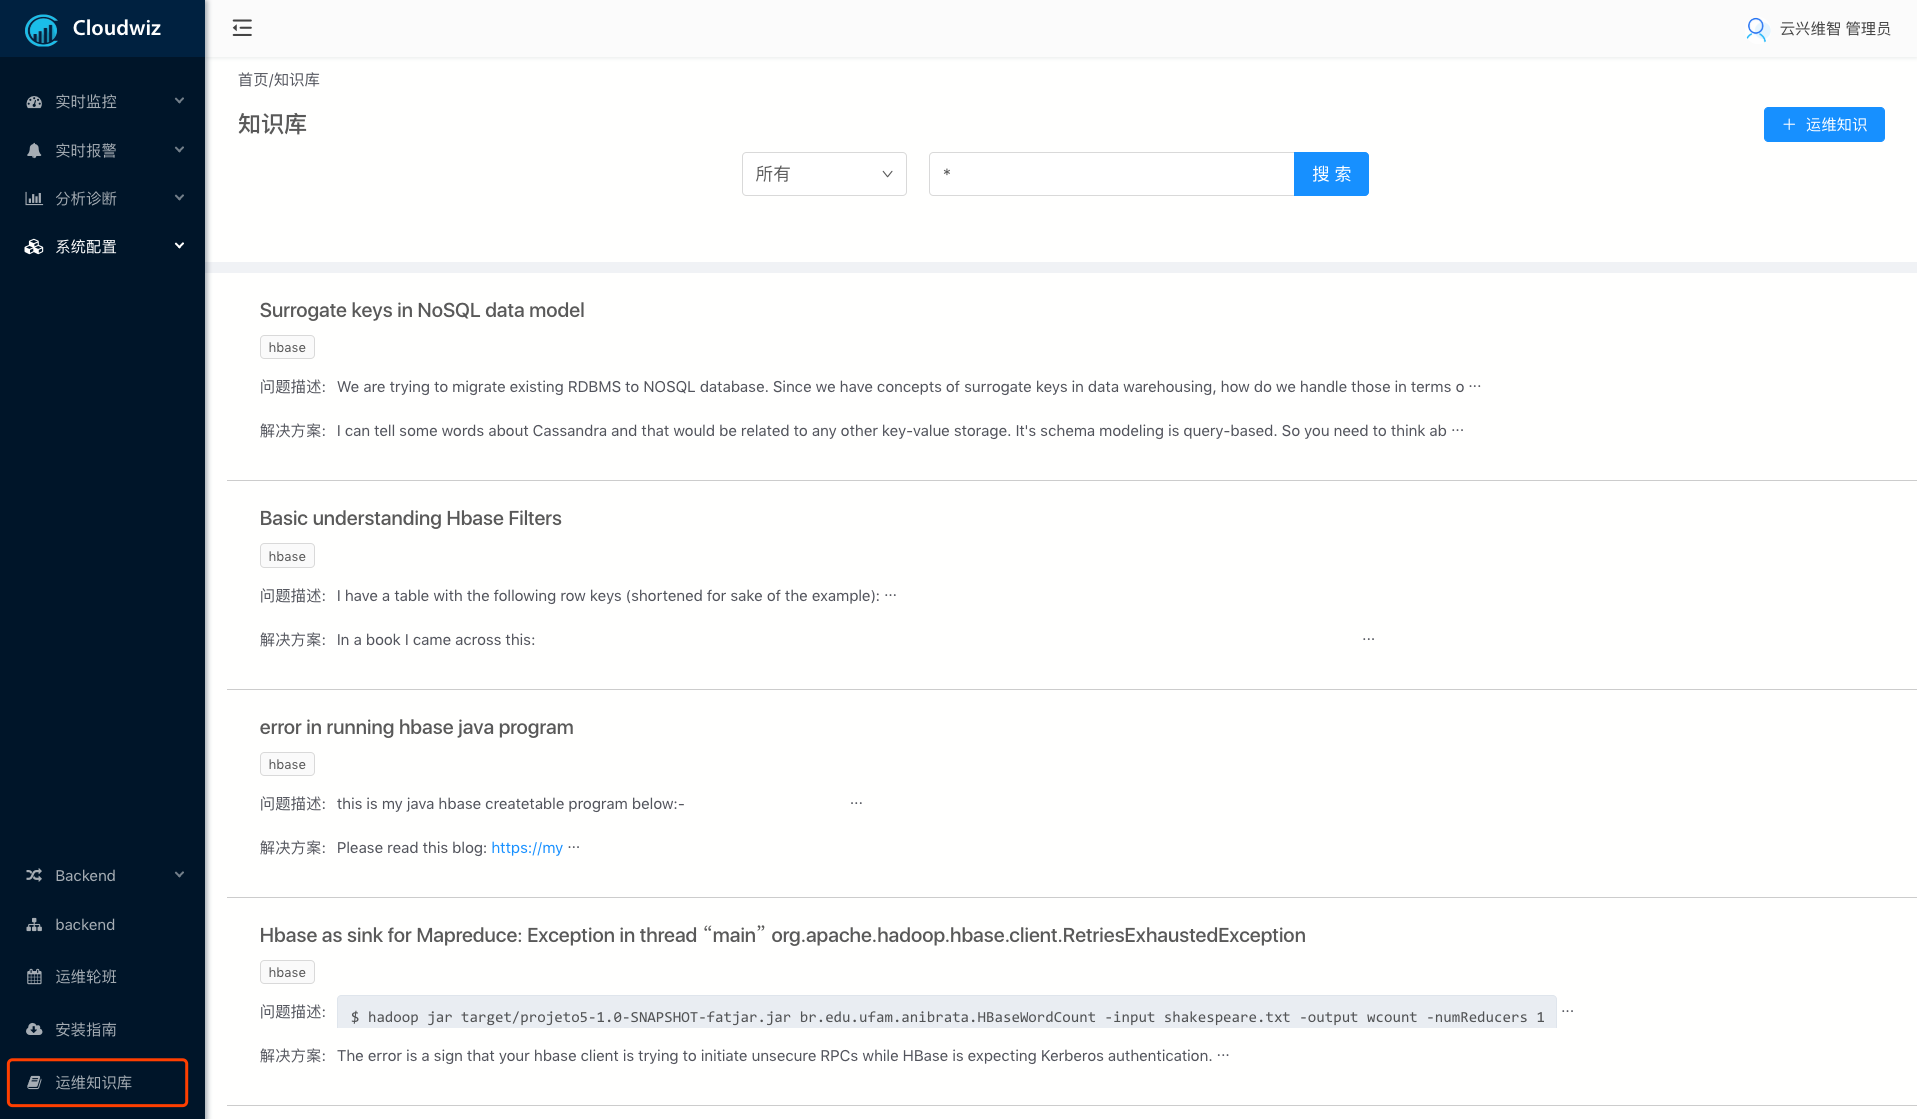 Cloudwiz
云兴维智 管理员
实时监控
实时报警
分析诊断
系统配置
Backend
backend
运维轮班
安装指南
运维知识库
首页/知识库
知识库
+ 运维知识
所有
*
搜 索
Surrogate keys in NoSQL data model
hbase
问题描述: We are trying to migrate existing RDBMS to NOSQL database. Since we have concepts of surrogate keys in data warehousing, how do we handle those in terms o ···
解决方案: I can tell some words about Cassandra and that would be related to any other key-value storage. It's schema modeling is query-based. So you need to think ab ···
Basic understanding Hbase Filters
hbase
问题描述: I have a table with the following row keys (shortened for sake of the example): ···
解决方案: In a book I came across this: ···
error in running hbase java program
hbase
问题描述: this is my java hbase createtable program below:- ···
解决方案: Please read this blog: https://my ···
Hbase as sink for Mapreduce: Exception in thread “main” org.apache.hadoop.hbase.client.RetriesExhaustedException
hbase
问题描述: $ hadoop jar target/projeto5-1.0-SNAPSHOT-fatjar.jar br.edu.ufam.anibrata.HBaseWordCount -input shakespeare.txt -output wcount -numReducers 1 ···
解决方案: The error is a sign that your hbase client is trying to initiate unsecure RPCs while HBase is expecting Kerberos authentication. ···